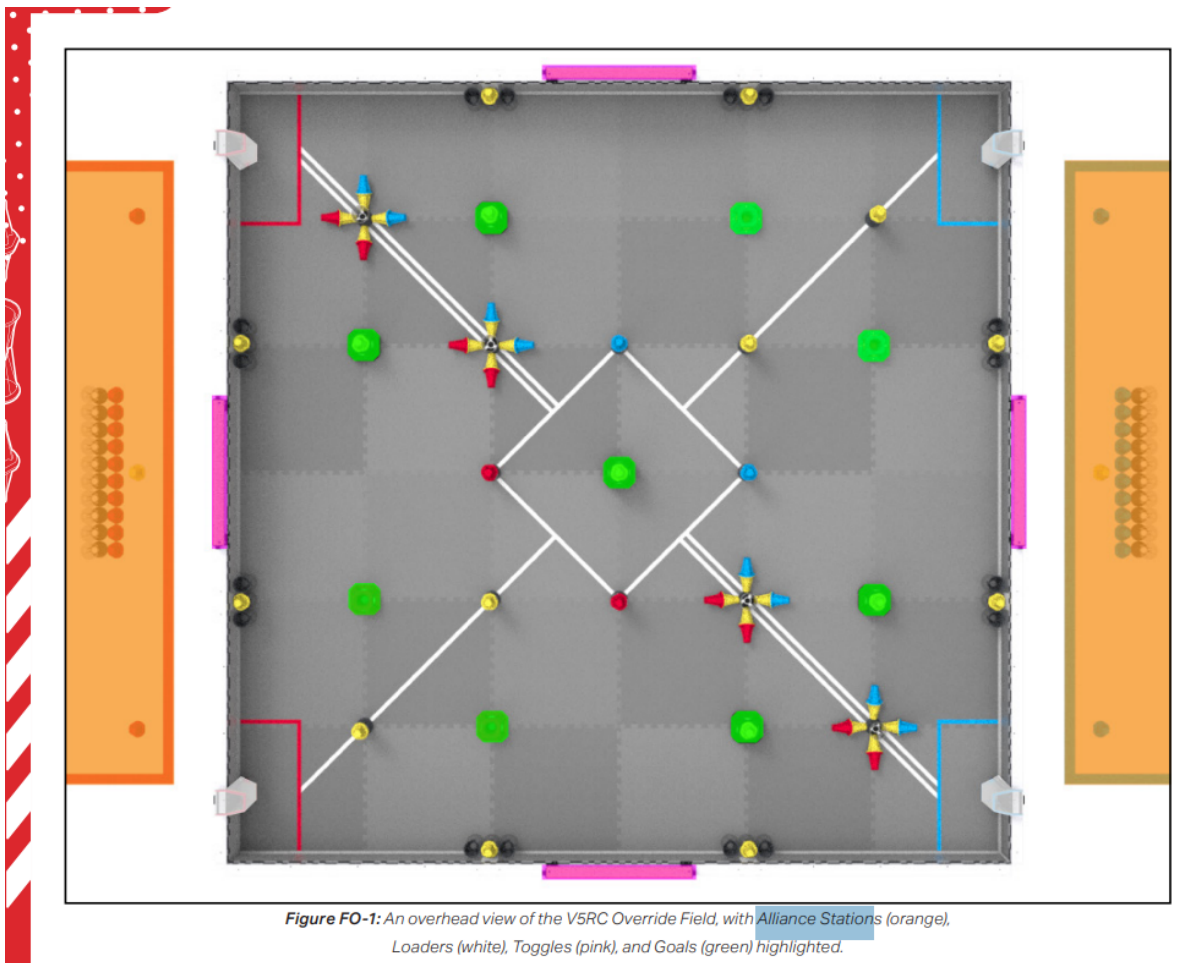 Figure FO-1: An overhead view of the V5RC Override Field, with Alliance Stations (orange),
Loaders (white), Toggles (pink), and Goals (green) highlighted.